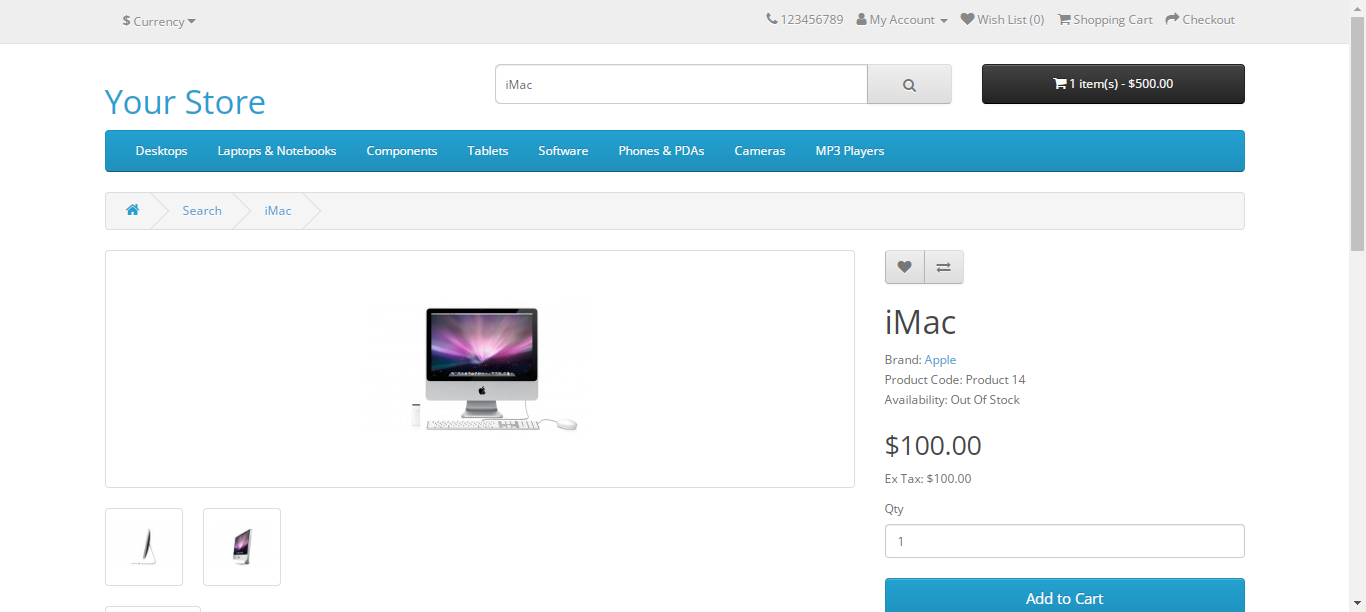 $ Currency
123456789 My Account Wish List (0) Shopping Cart Checkout
Your Store
iMac
1 item(s) - $500.00
Desktops Laptops & Notebooks Components Tablets Software Phones & PDAs Cameras MP3 Players
Search iMac
iMac
Brand: Apple
Product Code: Product 14
Availability: Out Of Stock
$100.00
Ex Tax: $100.00
Qty
1
Add to Cart